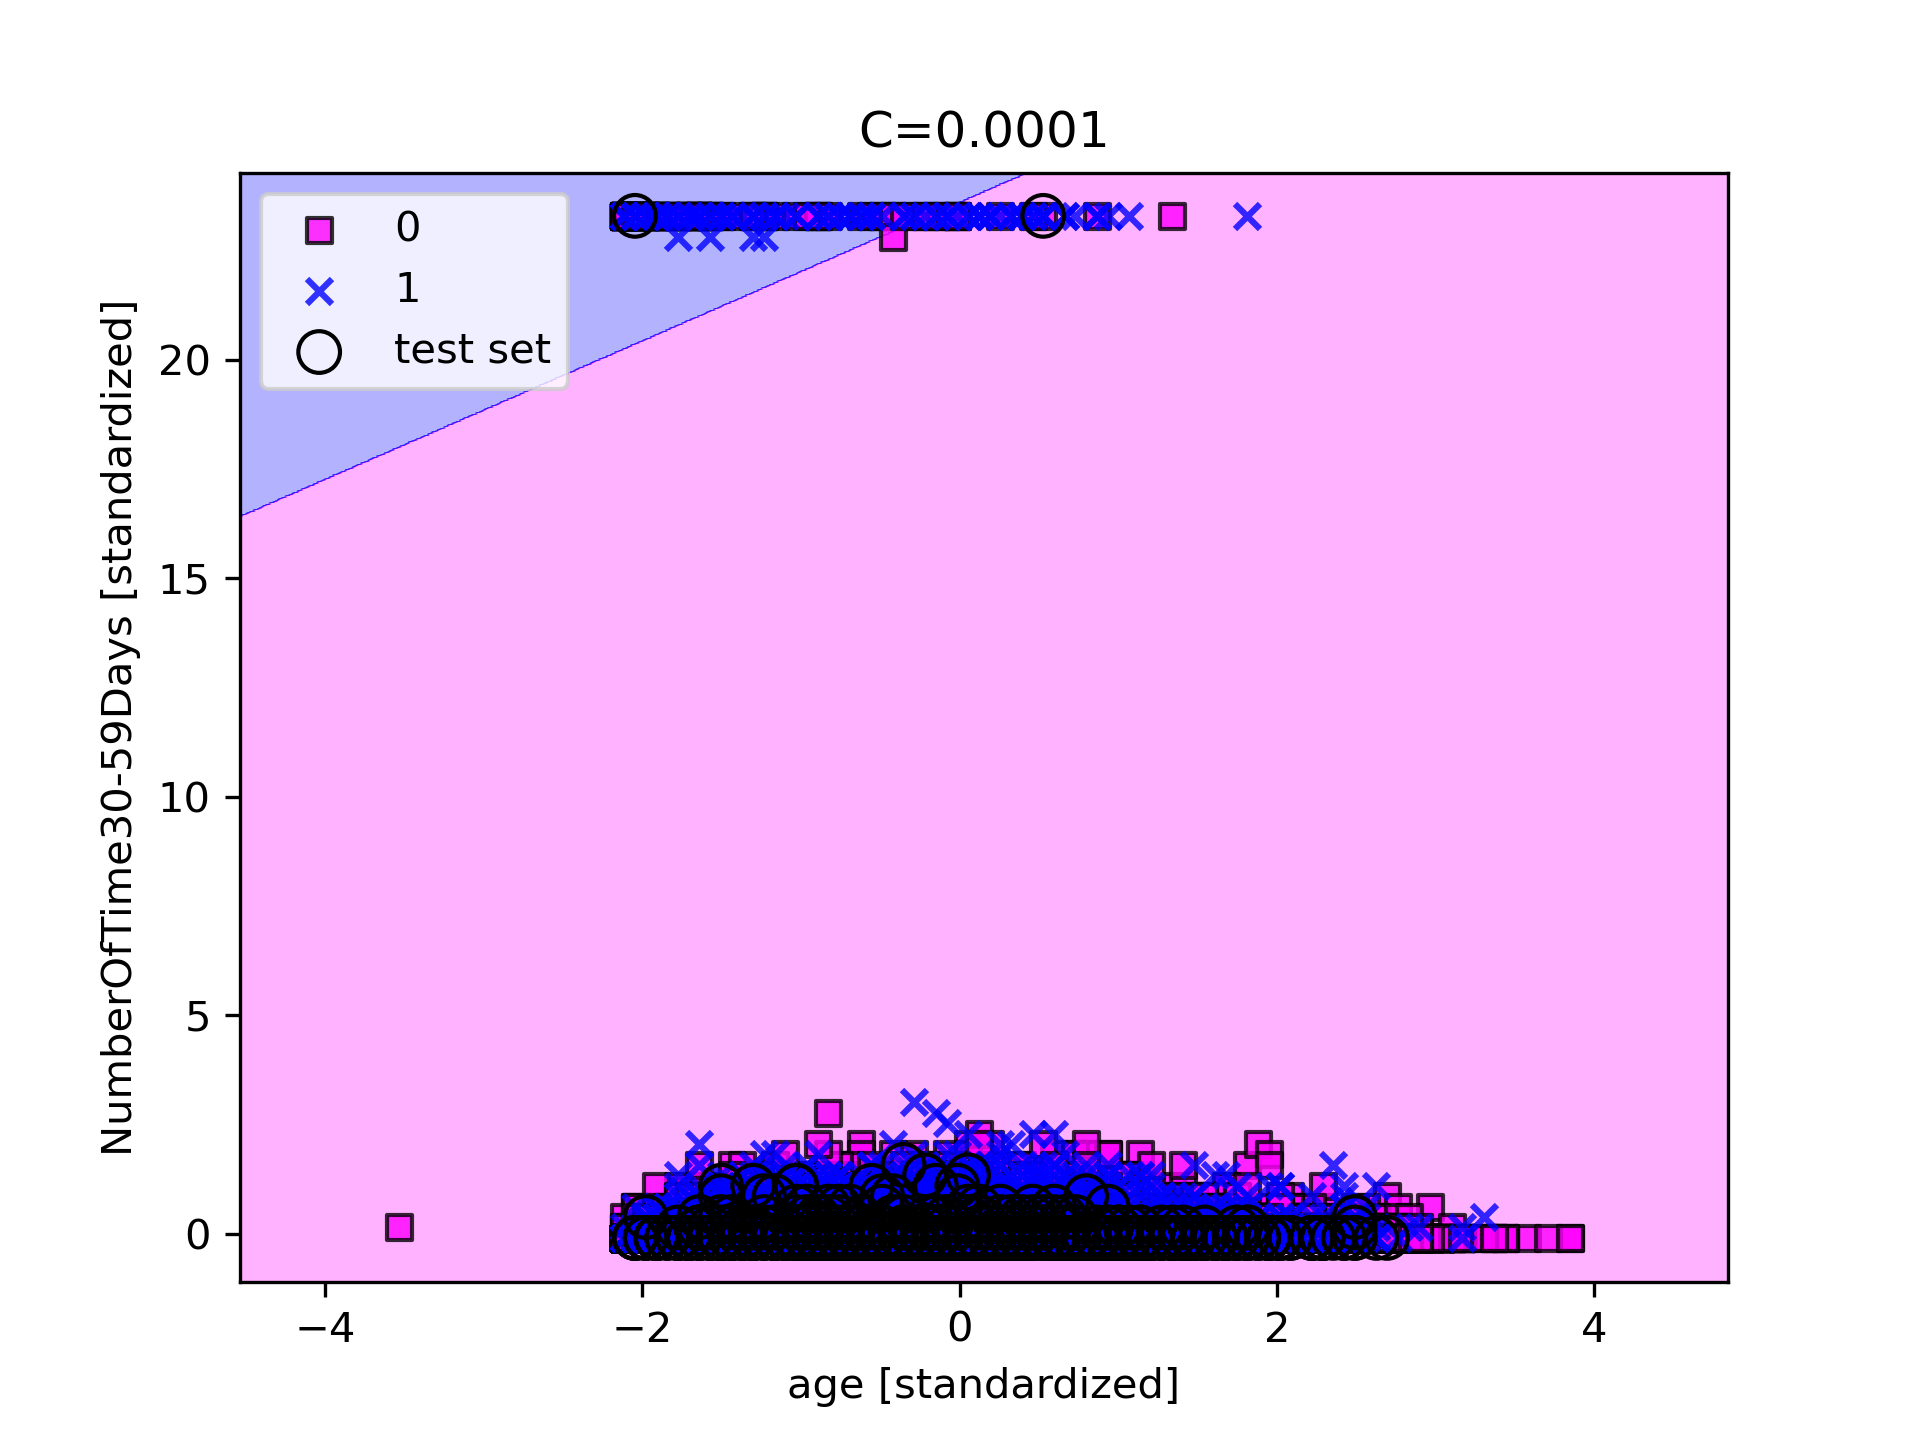 C=0.0001
0
1
test set
NumberOfTime30-59Days [standardized]
20
15
10
5
0
−4 −2 0 2 4
age [standardized]